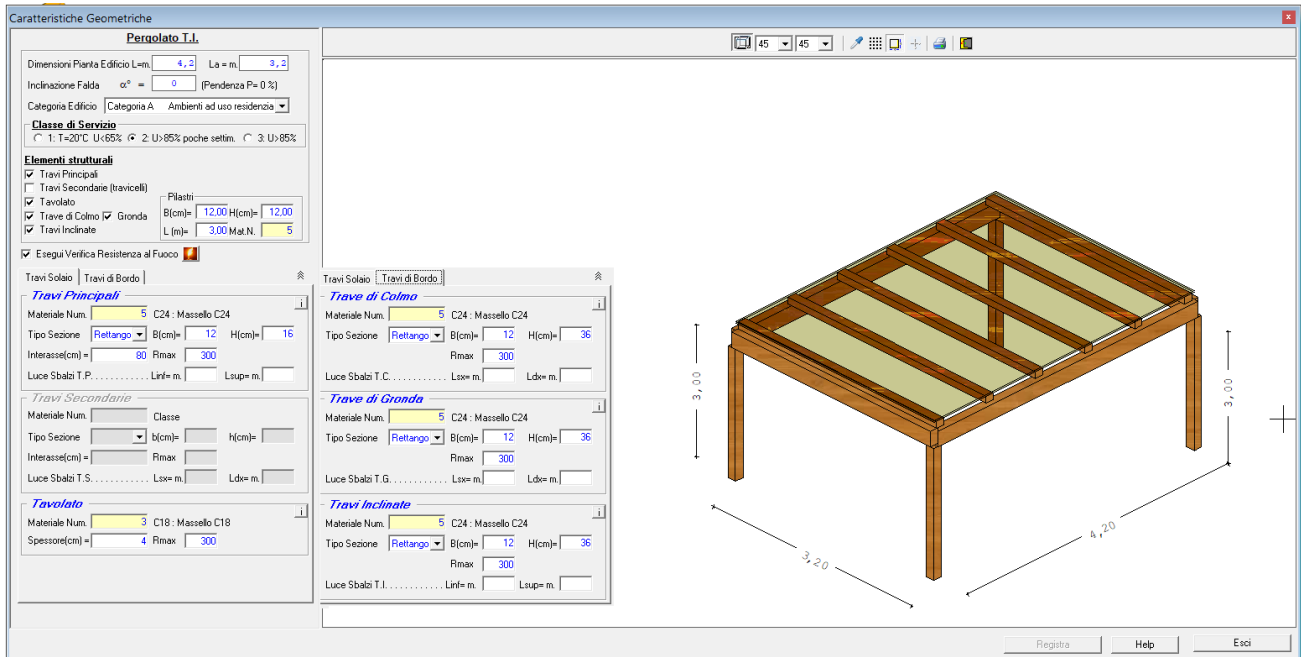 Caratteristiche Geometriche
Pergolato T.I.
Dimensioni Pianta Edificio L=m. 4,2 La = m. 3,2
Inclinazione Falda α° = 0 (Pendenza P= 0 %)
Categoria Edificio Categoria A Ambienti ad uso residenzia
Classe di Servizio
1: T=20°C U<65% 2: U>85% poche settim. 3: U>85%
Elementi strutturali
Travi Principali
Travi Secondarie (travicelli)
Tavolato
Trave di Colmo Gronda
Travi Inclinate
Pilastri
B(cm)= 12,00 H(cm)= 12,00
L (m)= 3,00 Mat.N. 5
Esegui Verifica Resistenza al Fuoco
Travi Solaio Travi di Bordo
Travi Principali
i
Materiale Num. 5 C24 : Massello C24
Tipo Sezione Rettango B(cm)= 12 H(cm)= 16
Interasse(cm) = 80 Rmax 300
Luce Sbalzi T.P. . . . . . . . . . . . Linf= m. Lsup= m.
Travi Secondarie
Materiale Num. Classe
Tipo Sezione b(cm)= h(cm)=
Interasse(cm) = Rmax
Luce Sbalzi T.S. . . . . . . . . . . . Lsx= m. Ldx= m.
Tavolato
i
Materiale Num. 3 C18 : Massello C18
Spessore(cm) = 4 Rmax 300
Travi Solaio Travi di Bordo
Trave di Colmo
i
Materiale Num. 5 C24 : Massello C24
Tipo Sezione Rettango B(cm)= 12 H(cm)= 36
Rmax 300
Luce Sbalzi T.C. . . . . . . . . . . . Lsx= m. Ldx= m.
Trave di Gronda
i
Materiale Num. 5 C24 : Massello C24
Tipo Sezione Rettango B(cm)= 12 H(cm)= 36
Rmax 300
Luce Sbalzi T.G. . . . . . . . . . . . Lsx= m. Ldx= m.
Travi Inclinate
i
Materiale Num. 5 C24 : Massello C24
Tipo Sezione Rettango B(cm)= 12 H(cm)= 36
Rmax 300
Luce Sbalzi T.I. . . . . . . . . . . . Linf= m. Lsup= m.
45 45
3,00
3,00
3,20
4,20
Registra Help Esci